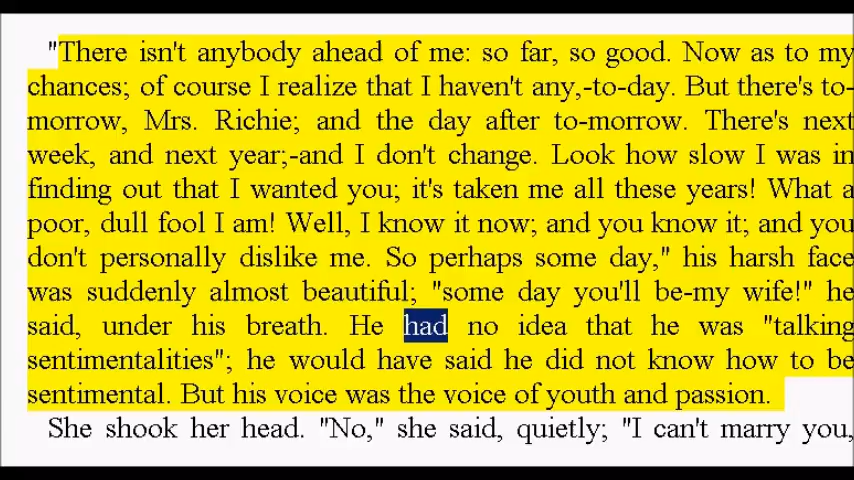 "There isn't anybody ahead of me: so far, so good. Now as to my
chances; of course I realize that I haven't any,-to-day. But there's to-
morrow, Mrs. Richie; and the day after to-morrow. There's next
week, and next year;-and I don't change. Look how slow I was in
finding out that I wanted you; it's taken me all these years! What a
poor, dull fool I am! Well, I know it now; and you know it; and you
don't personally dislike me. So perhaps some day," his harsh face
was suddenly almost beautiful; "some day you'll be-my wife!" he
said, under his breath. He had no idea that he was "talking
sentimentalities"; he would have said he did not know how to be
sentimental. But his voice was the voice of youth and passion.
She shook her head. "No," she said, quietly; "I can't marry you,